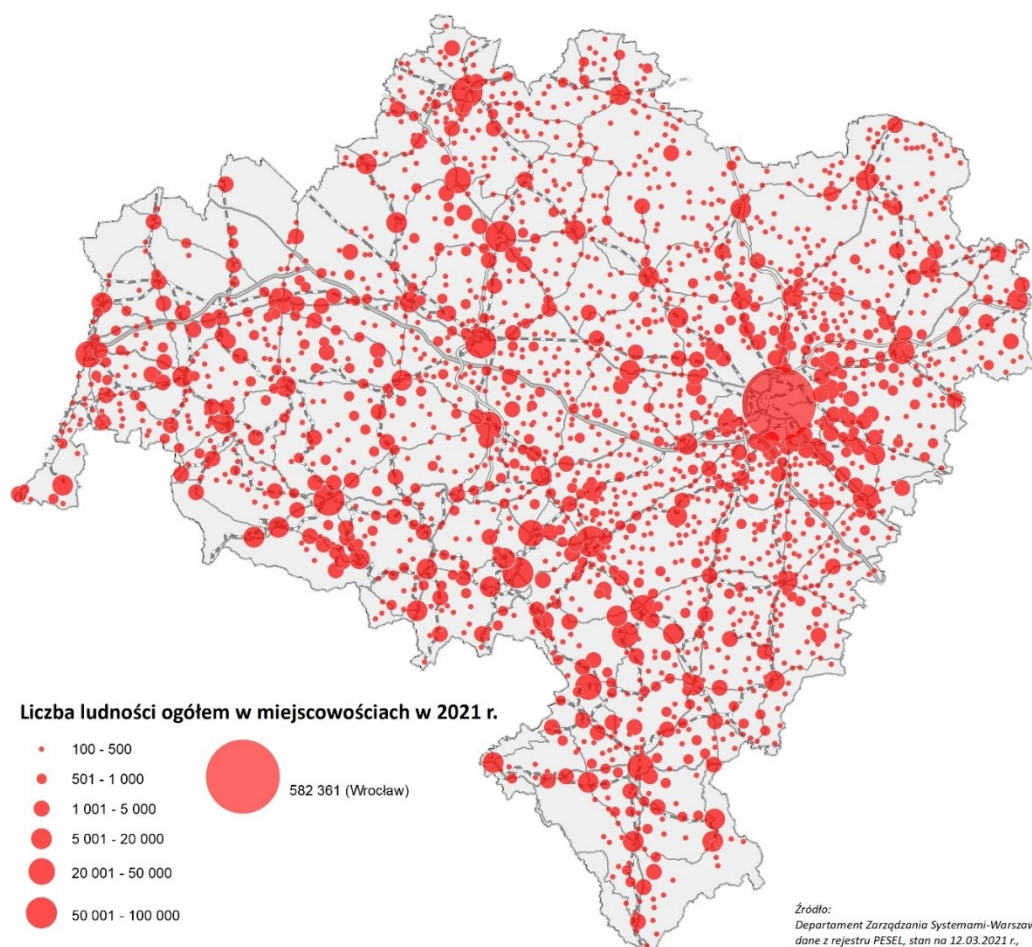 Liczba ludności ogółem w miejscowościach w 2021 r.
100 - 500
501 - 1 000
1 001 - 5 000
5 001 - 20 000
20 001 - 50 000
50 001 - 100 000
582 361 (Wrocław)
Źródło:
Departament Zarządzania Systemami-Warszaw
dane z rejestru PESEL, stan na 12.03.2021 r.,